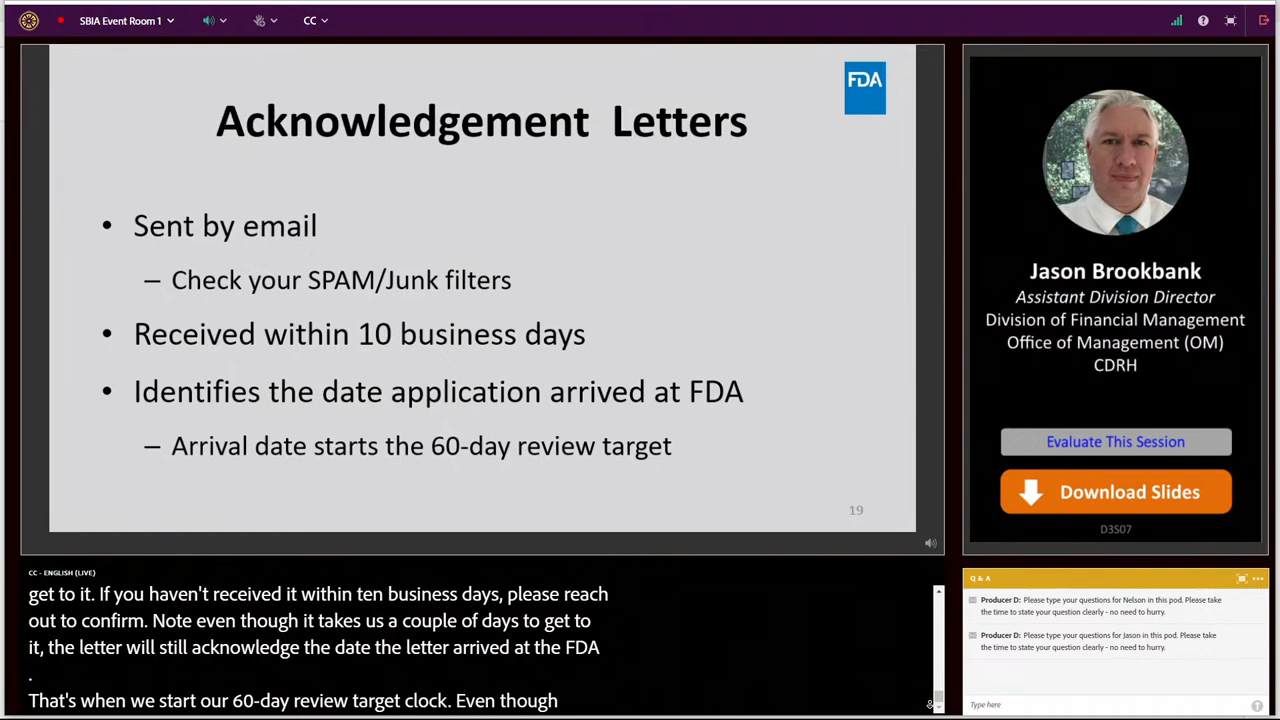 SBIA Event Room 1
CC
FDA
Acknowledgement Letters
• Sent by email
– Check your SPAM/Junk filters
• Received within 10 business days
• Identifies the date application arrived at FDA
– Arrival date starts the 60-day review target
19
Jason Brookbank
Assistant Division Director
Division of Financial Management
Office of Management (OM)
CDRH
Evaluate This Session
Download Slides
D3S07
CC - ENGLISH (LIVE)
get to it. If you haven't received it within ten business days, please reach
out to confirm. Note even though it takes us a couple of days to get to
it, the letter will still acknowledge the date the letter arrived at the FDA
.
That's when we start our 60-day review target clock. Even though
Q & A
Producer D: Please type your questions for Nelson in this pod. Please take
the time to state your question clearly - no need to hurry.
Producer D: Please type your questions for Jason in this pod. Please take
the time to state your question clearly - no need to hurry.
Type here